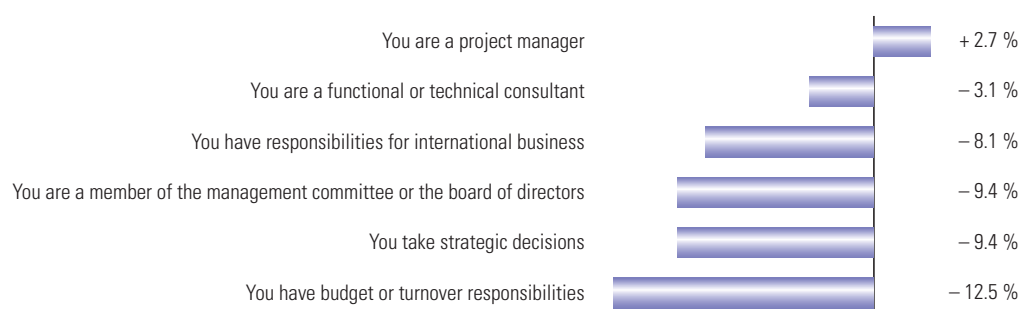 You are a project manager + 2.7 %
You are a functional or technical consultant – 3.1 %
You have responsibilities for international business – 8.1 %
You are a member of the management committee or the board of directors – 9.4 %
You take strategic decisions – 9.4 %
You have budget or turnover responsibilities – 12.5 %